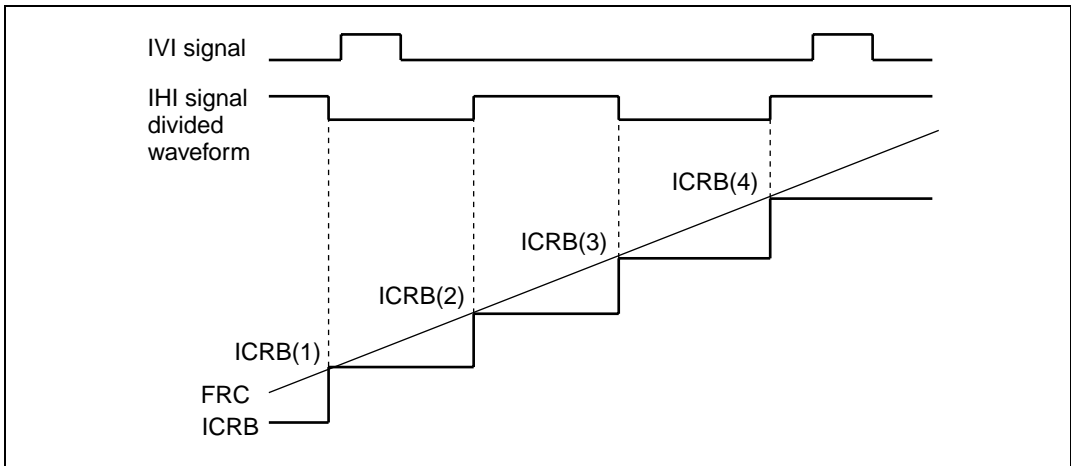 IVI signal
IHI signal
divided
waveform
ICRB(4)
ICRB(3)
ICRB(2)
ICRB(1)
FRC
ICRB